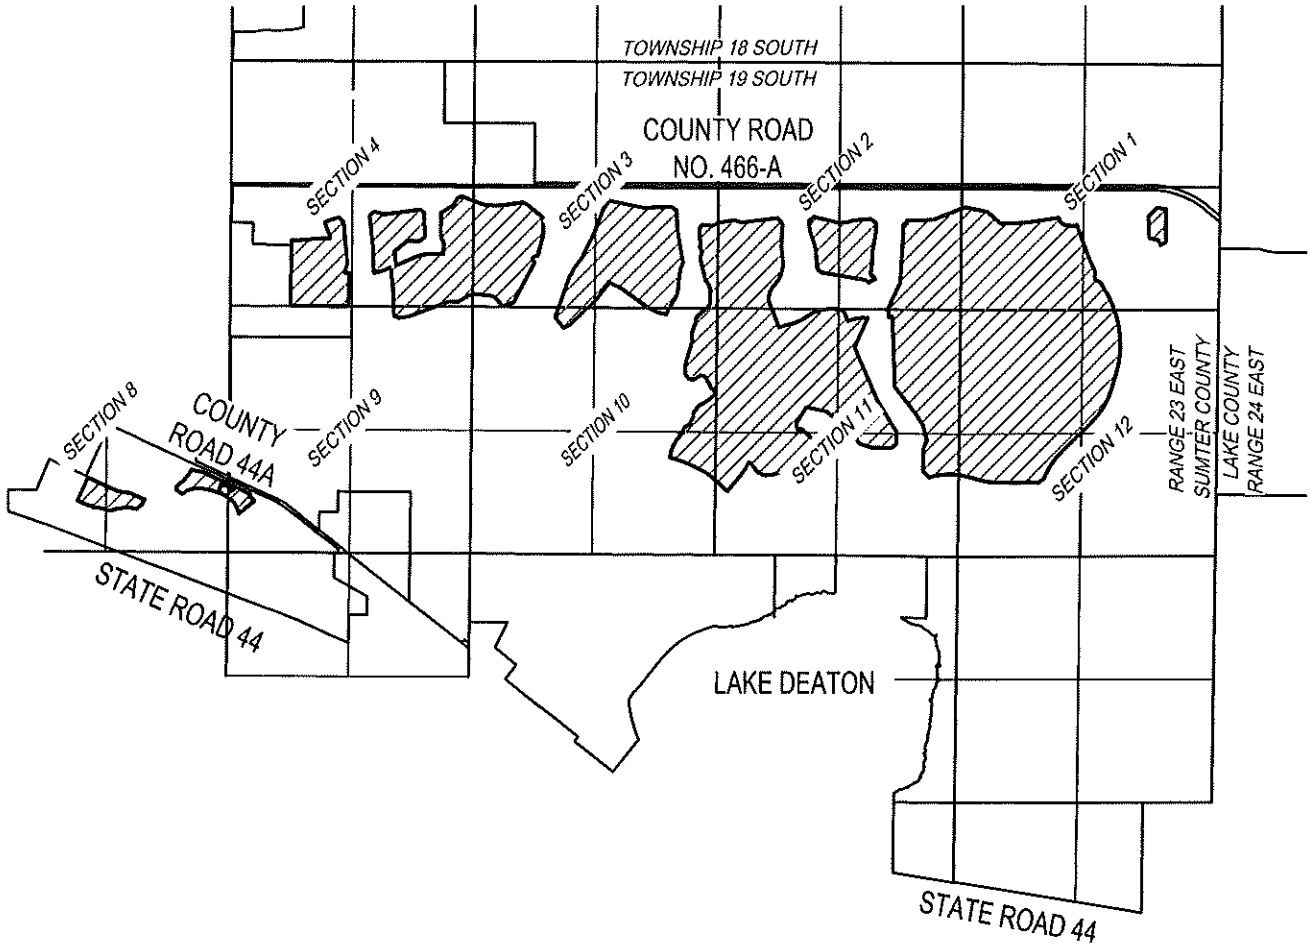 TOWNSHIP 18 SOUTH
TOWNSHIP 19 SOUTH
COUNTY ROAD
NO. 466-A
SECTION 4
SECTION 3
SECTION 2
SECTION 1
SECTION 8
COUNTY
ROAD 44A
SECTION 9
SECTION 10
SECTION 11
SECTION 12
RANGE 23 EAST
SUMTER COUNTY
LAKE COUNTY
RANGE 24 EAST
STATE ROAD 44
LAKE DEATON
STATE ROAD 44